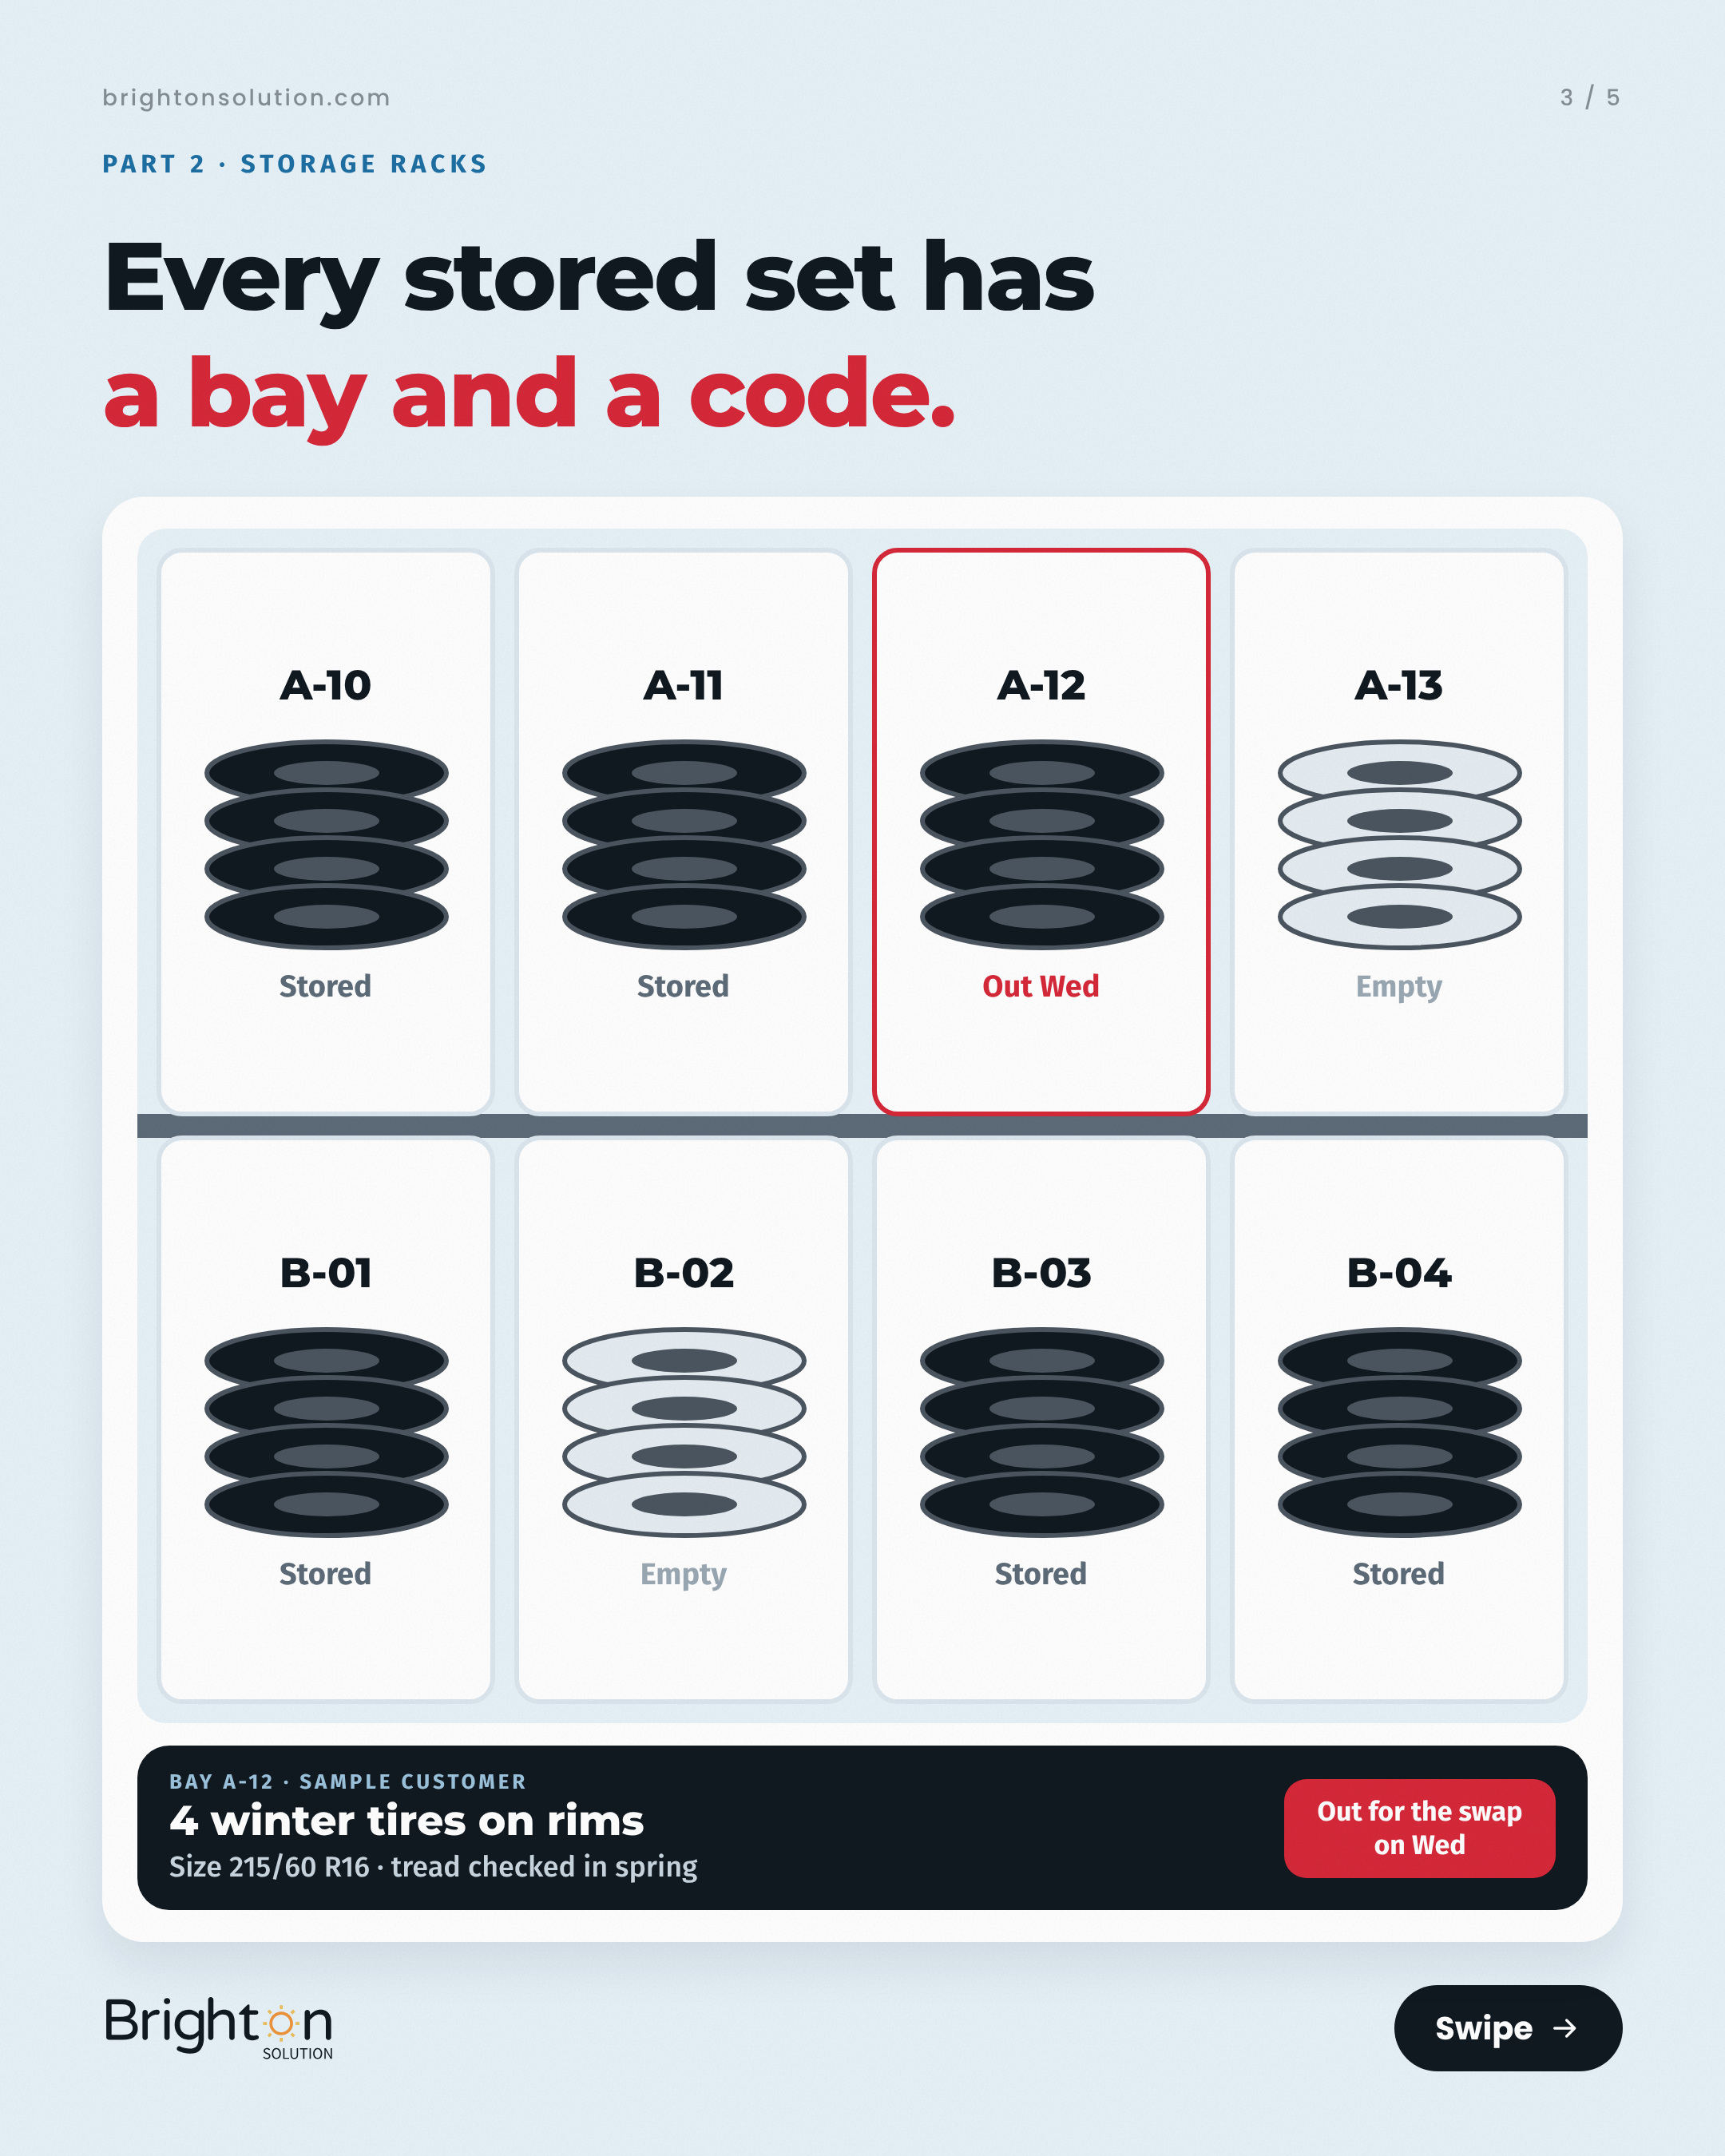 brightonsolution.com
3 / 5
PART 2 · STORAGE RACKS
Every stored set has
a bay and a code.
A-10
A-11
A-12
A-13
Stored
Stored
Out Wed
Empty
B-01
B-02
B-03
B-04
Stored
Empty
Stored
Stored
BAY A-12 · SAMPLE CUSTOMER
4 winter tires on rims
Size 215/60 R16 · tread checked in spring
Out for the swap
on Wed
Brighton
SOLUTION
Swipe →